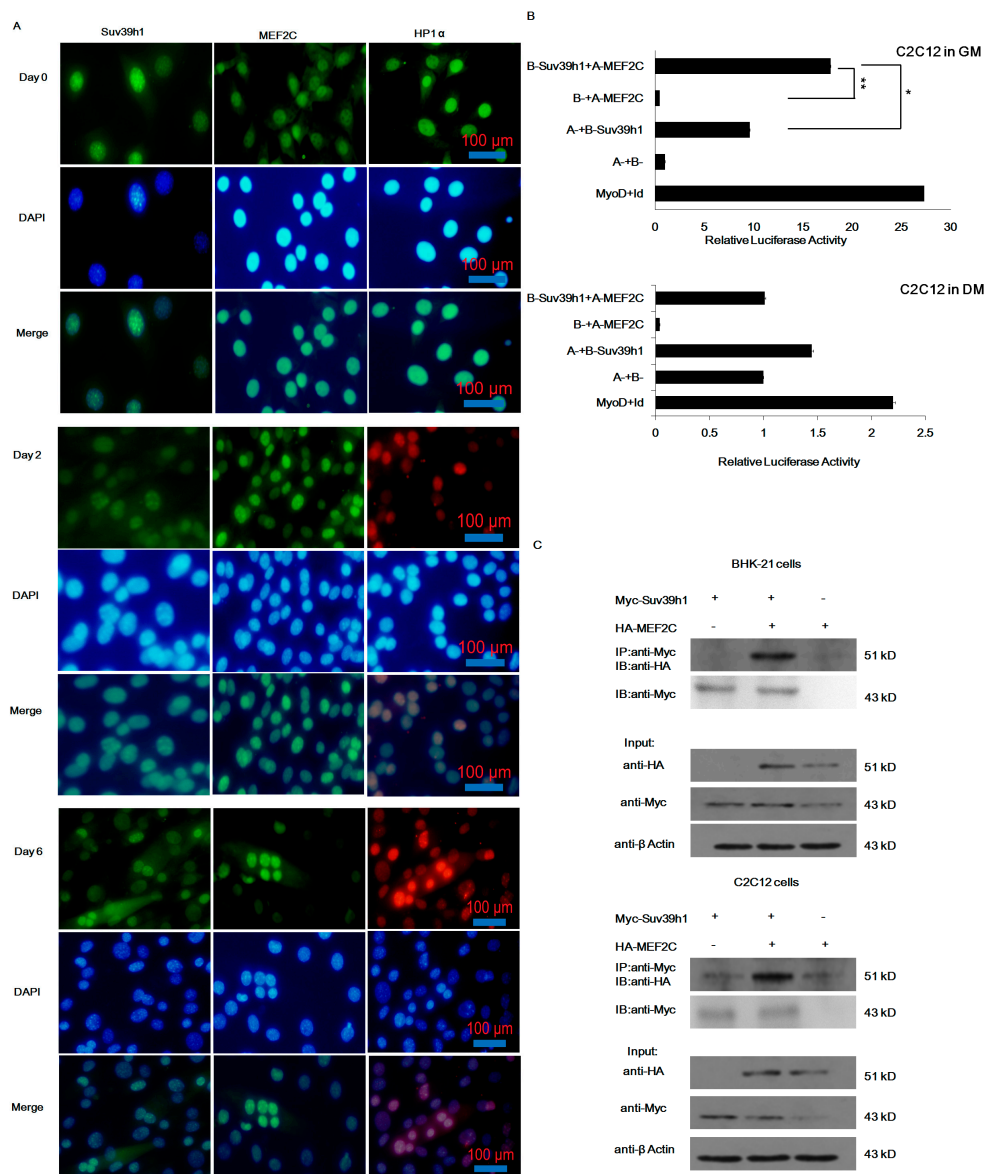 A
Suv39h1 MEF2C HP1 α
Day 0
100 µm
DAPI
100 µm
Merge
100 µm
Day 2
100 µm
DAPI
100 µm
Merge
100 µm
Day 6
100 µm
DAPI
100 µm
Merge
100 µm
B
C2C12 in GM
B-Suv39h1+A-MEF2C
B-+A-MEF2C
A-+B-Suv39h1
A-+B-
MyoD+Id
**
*
0 5 10 15 20 25 30
Relative Luciferase Activity
C2C12 in DM
B-Suv39h1+A-MEF2C
B-+A-MEF2C
A-+B-Suv39h1
A-+B-
MyoD+Id
0 0.5 1 1.5 2 2.5
Relative Luciferase Activity
C
BHK-21 cells
Myc-Suv39h1 + + -
HA-MEF2C - + +
IP:anti-Myc
IB:anti-HA 51 kD
IB:anti-Myc 43 kD
Input:
anti-HA 51 kD
anti-Myc 43 kD
anti-β Actin 43 kD
C2C12 cells
Myc-Suv39h1 + + -
HA-MEF2C - + +
IP:anti-Myc
IB:anti-HA 51 kD
IB:anti-Myc 43 kD
Input:
anti-HA 51 kD
anti-Myc 43 kD
anti-β Actin 43 kD